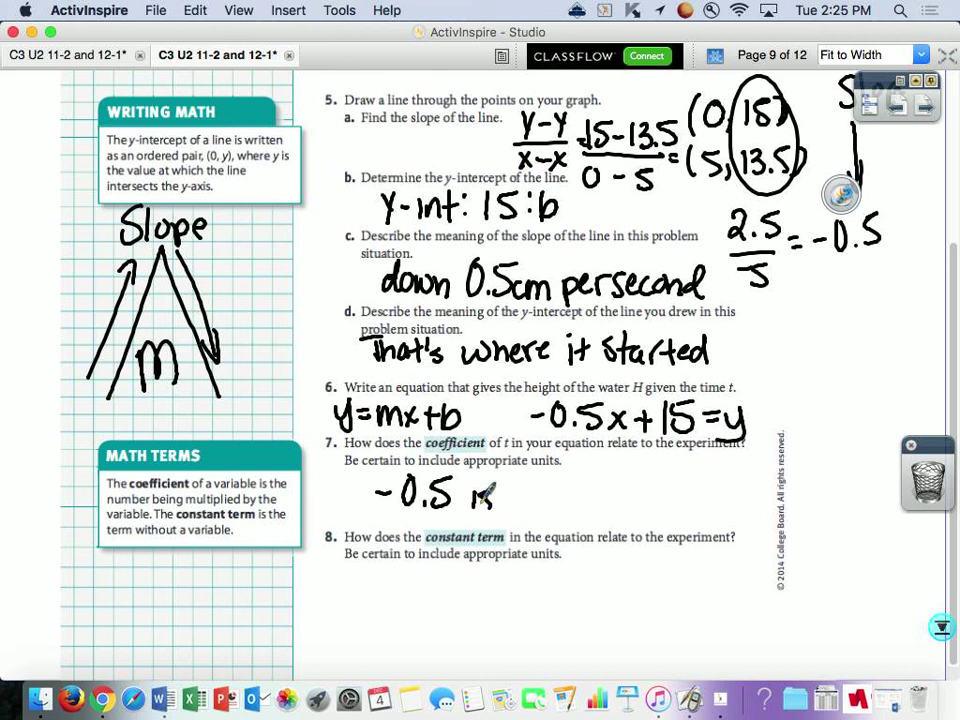 ActivInspire File Edit View Insert Tools Help Tue 2:25 PM
ActivInspire - Studio
C3 U2 11-2 and 12-1* C3 U2 11-2 and 12-1* CLASSFLOW Connect Page 9 of 12 Fit to Width
WRITING MATH
The y-intercept of a line is written
as an ordered pair, (0, y), where y is
the value at which the line
intersects the y-axis.
Slope
m
MATH TERMS
The coefficient of a variable is the
number being multiplied by the
variable. The constant term is the
term without a variable.
5. Draw a line through the points on your graph.
a. Find the slope of the line.
y-y/x-x = 15-13.5/0-5 = (0, 15) (5, 13.5)
b. Determine the y-intercept of the line.
y-int: 15 : b
2.5/-5 = -0.5
c. Describe the meaning of the slope of the line in this problem
situation.
down 0.5cm per second
d. Describe the meaning of the y-intercept of the line you drew in this
problem situation.
That's where it started
6. Write an equation that gives the height of the water H given the time t.
y=mx+b -0.5x+15=y
7. How does the coefficient of t in your equation relate to the experiment?
Be certain to include appropriate units.
-0.5
8. How does the constant term in the equation relate to the experiment?
Be certain to include appropriate units.
© 2014 College Board. All rights reserved.